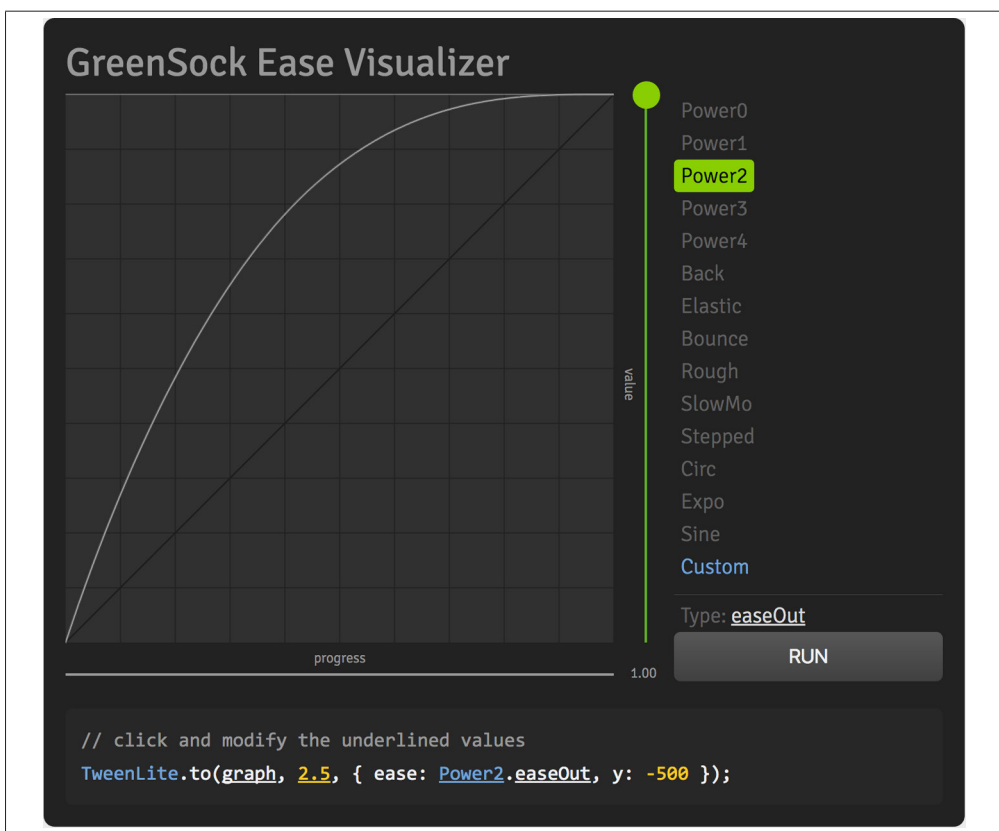 GreenSock Ease Visualizer
Power0
Power1
Power2
Power3
Power4
Back
Elastic
Bounce
Rough
SlowMo
Stepped
Circ
Expo
Sine
Custom
value
Type: easeOut
RUN
progress
1.00
// click and modify the underlined values
TweenLite.to(graph, 2.5, { ease: Power2.easeOut, y: -500 });